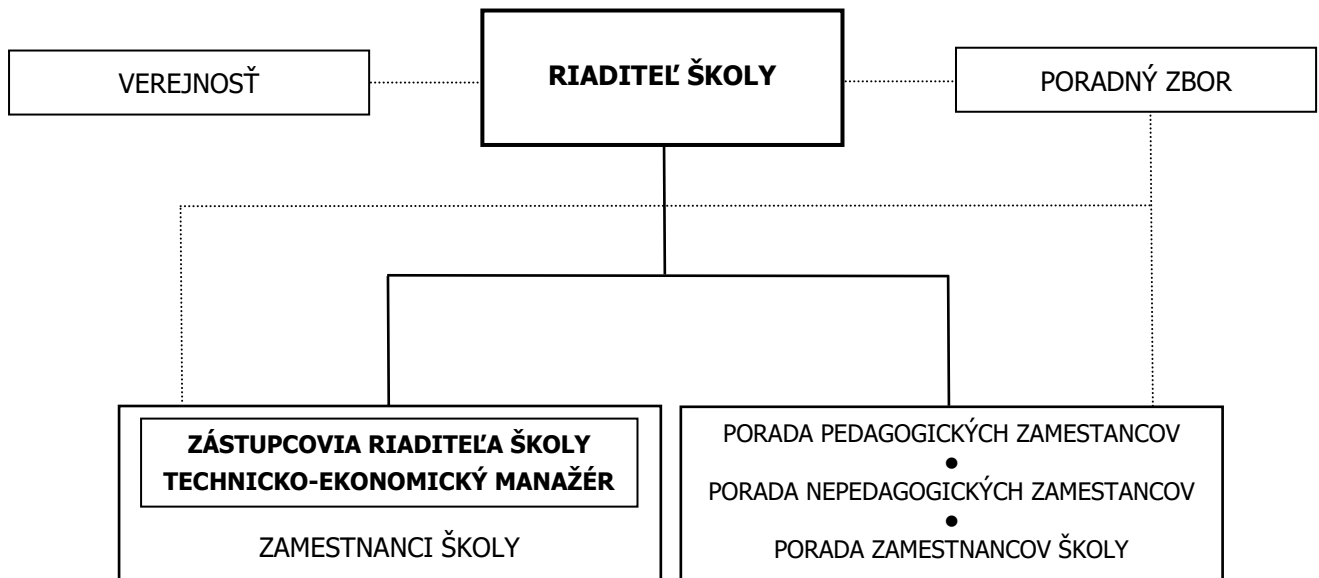 VEREJNOSŤ
RIADITEĽ ŠKOLY
PORADNÝ ZBOR
ZÁSTUPCOVIA RIADITEĽA ŠKOLY
TECHNICKO-EKONOMICKÝ MANAŽÉR
ZAMESTNANCI ŠKOLY
PORADA PEDAGOGICKÝCH ZAMESTANCOV
●
PORADA NEPEDAGOGICKÝCH ZAMESTANCOV
●
PORADA ZAMESTNANCOV ŠKOLY